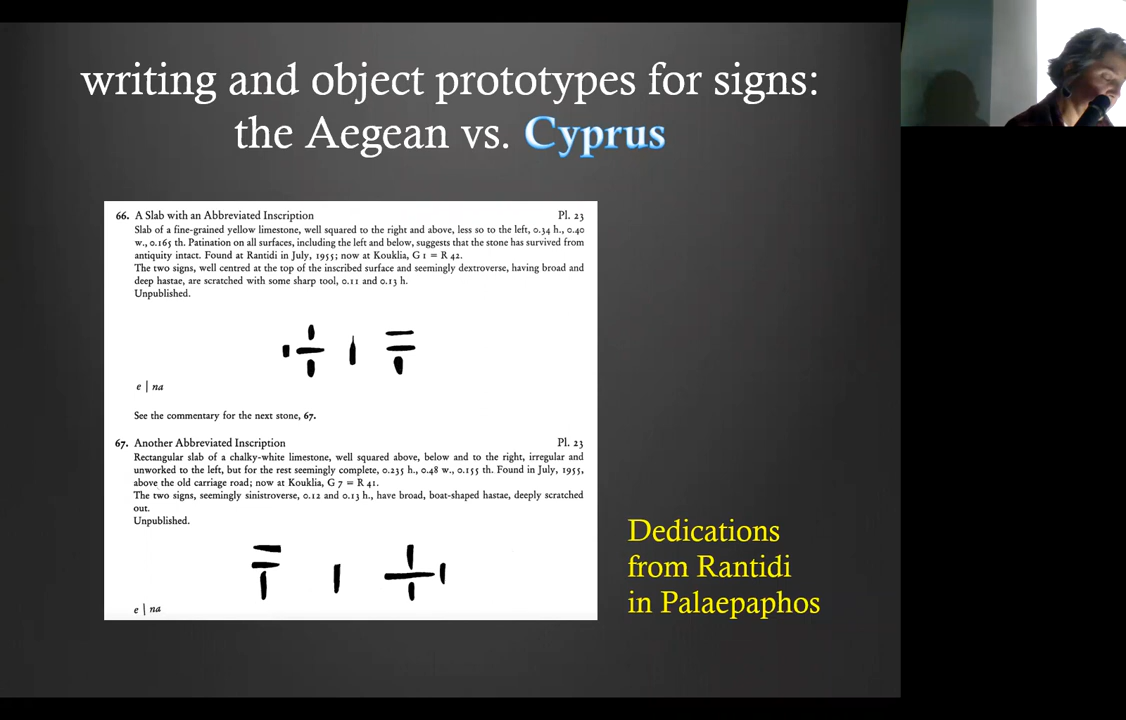 writing and object prototypes for signs:
the Aegean vs. Cyprus
66. A Slab with an Abbreviated Inscription Pl. 23
Slab of a fine-grained yellow limestone, well squared to the right and above, less so to the left, 0.34 h., 0.40
w., 0.165 th. Patination on all surfaces, including the left and below, suggests that the stone has survived from
antiquity intact. Found at Rantidi in July, 1955; now at Kouklia, G 1 = R 42.
The two signs, well centred at the top of the inscribed surface and seemingly dextroverse, having broad and
deep hastae, are scratched with some sharp tool, 0.11 and 0.13 h.
Unpublished.
e | na
See the commentary for the next stone, 67.
67. Another Abbreviated Inscription Pl. 23
Rectangular slab of a chalky-white limestone, well squared above, below and to the right, irregular and
unworked to the left, but for the rest seemingly complete, 0.235 h., 0.48 w., 0.155 th. Found in July, 1955,
above the old carriage road; now at Kouklia, G 7 = R 41.
The two signs, seemingly sinistroverse, 0.12 and 0.13 h., have broad, boat-shaped hastae, deeply scratched
out.
Unpublished.
e | na
Dedications
from Rantidi
in Palaepaphos